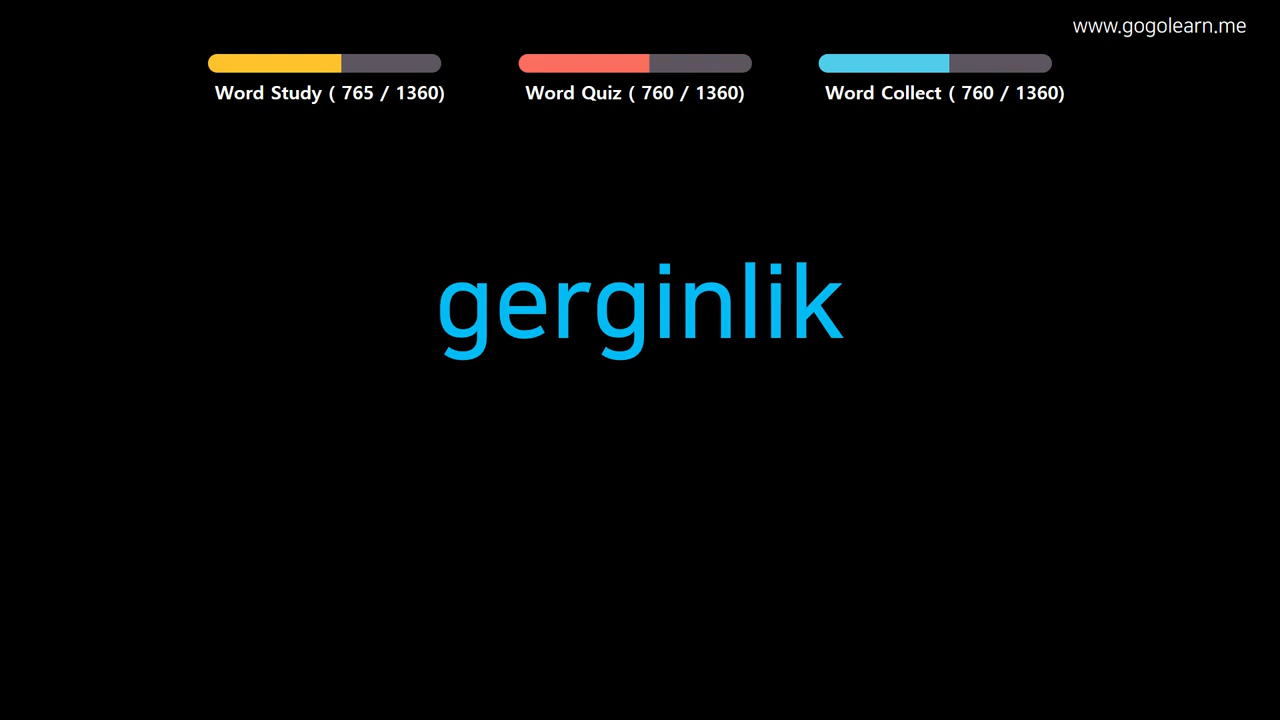 www.gogolearn.me
Word Study ( 765 / 1360)
Word Quiz ( 760 / 1360)
Word Collect ( 760 / 1360)
gerginlik